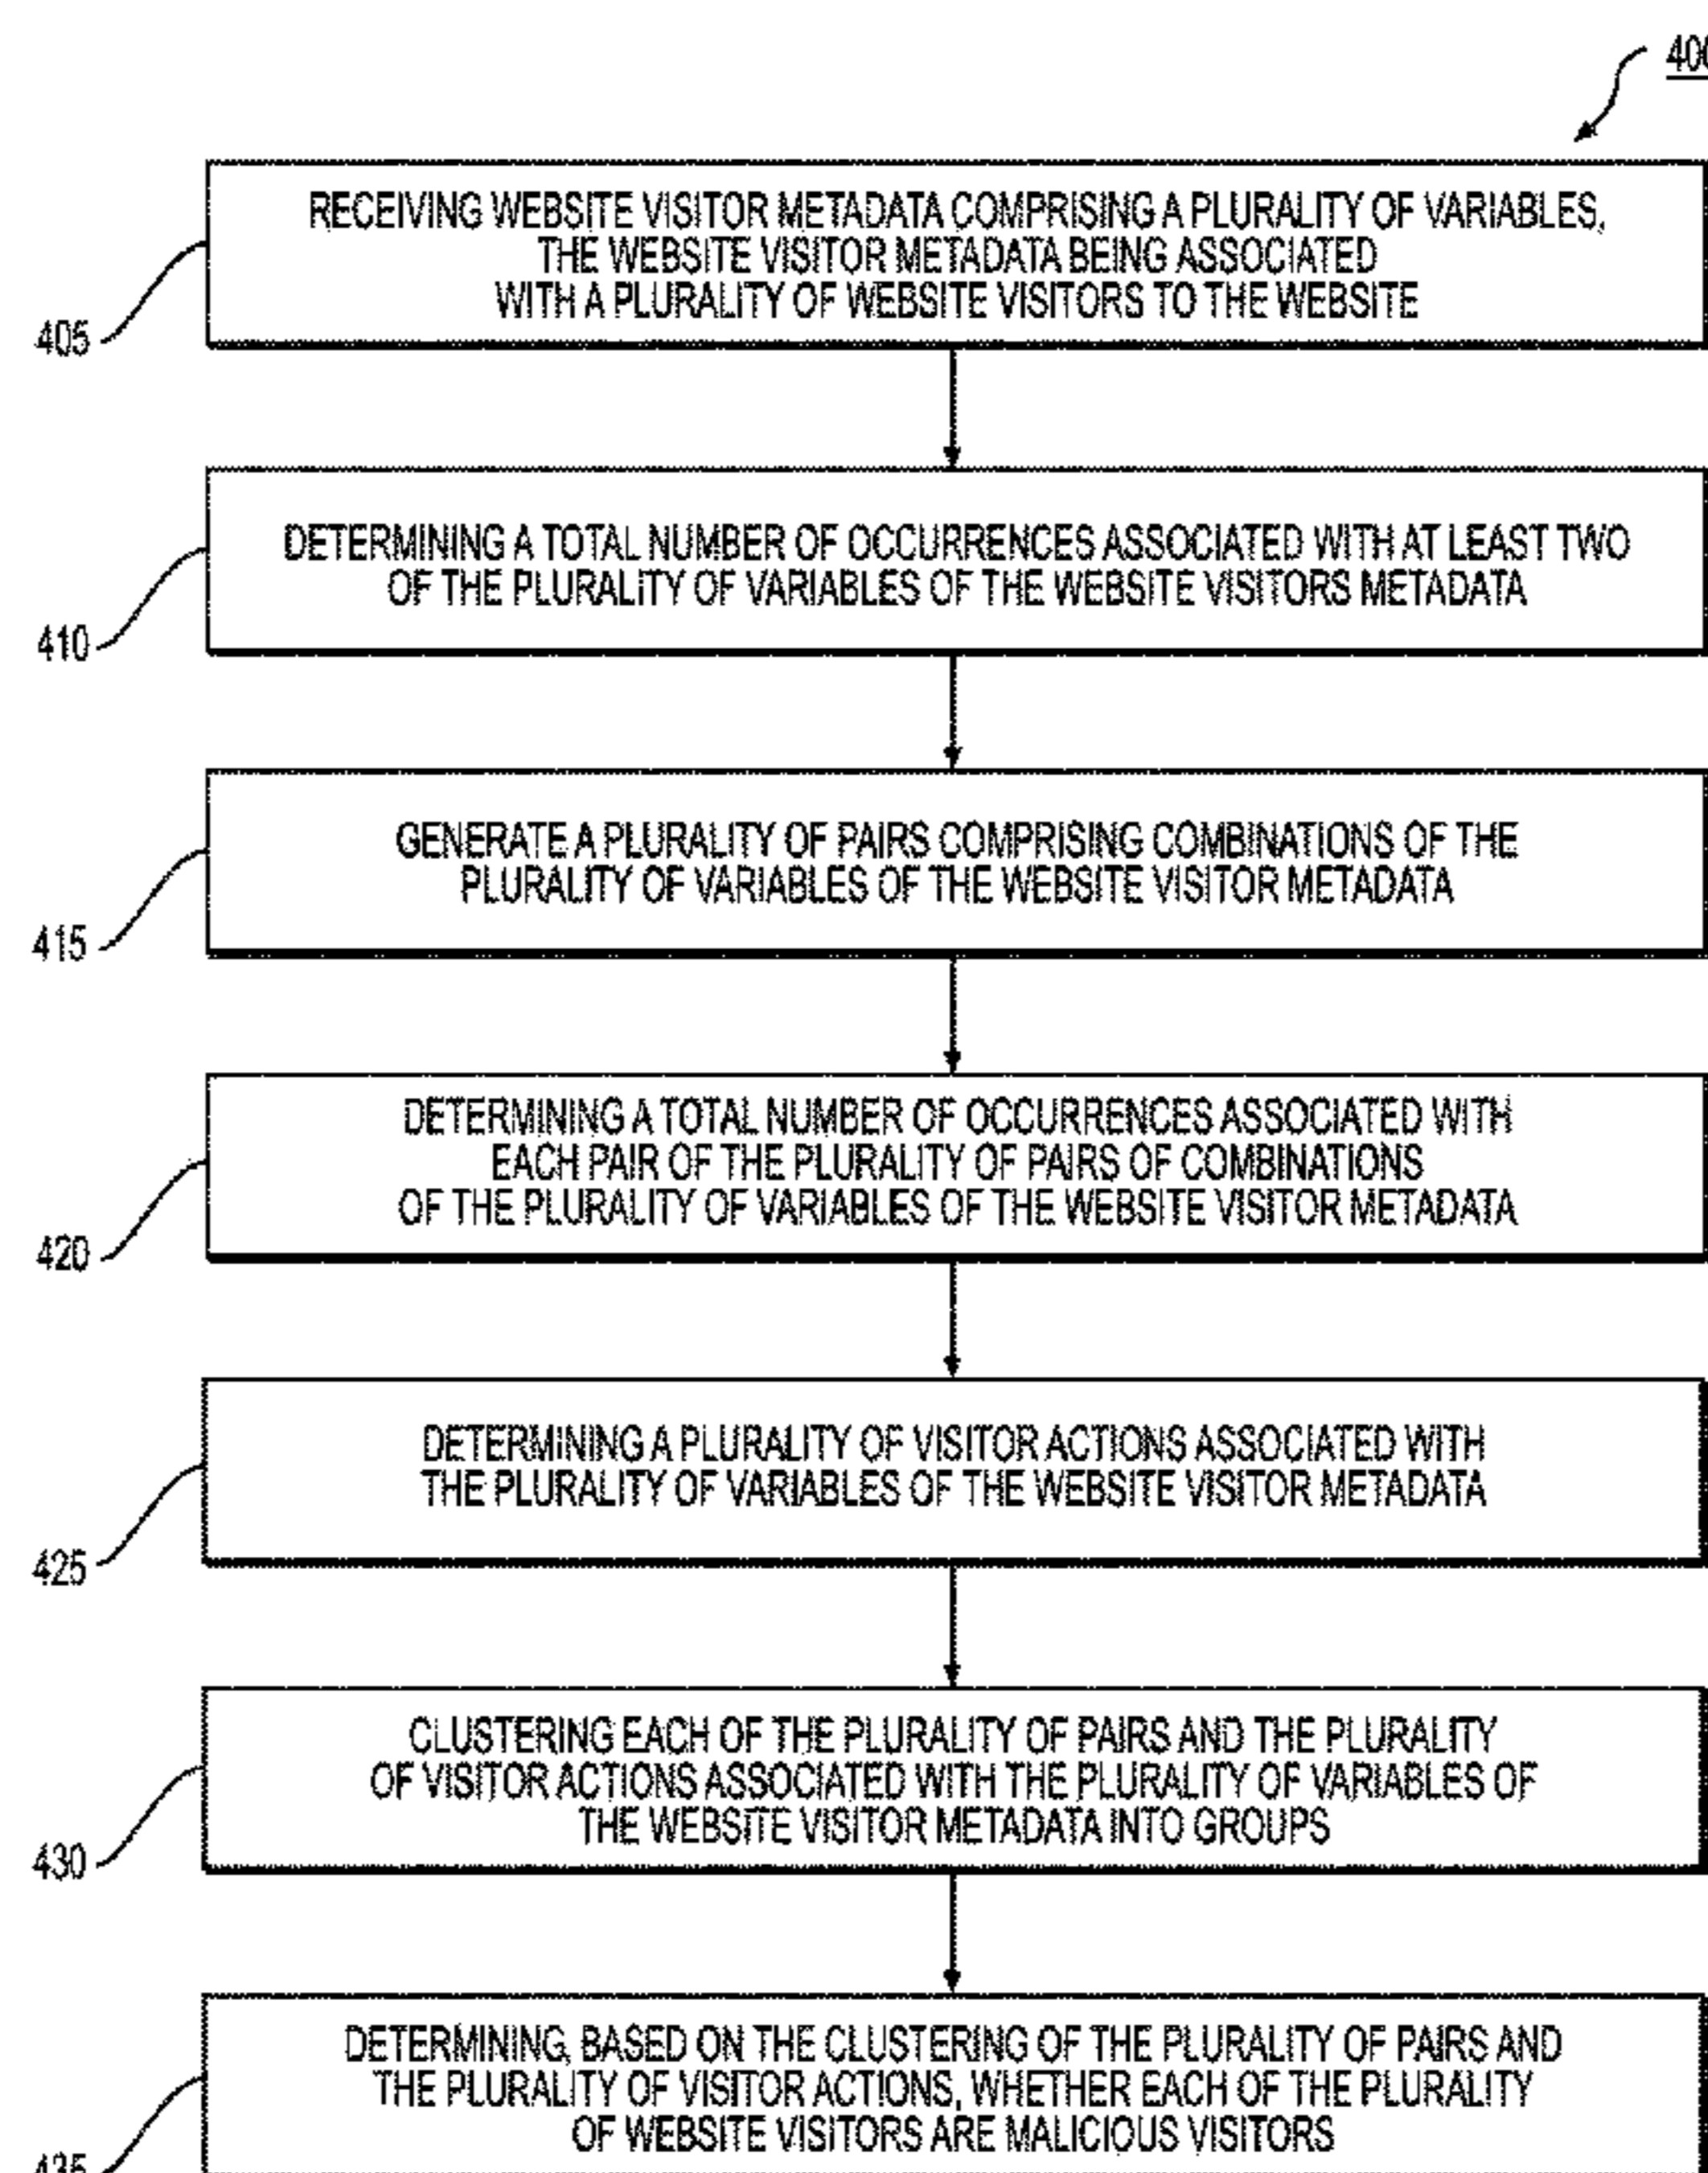 400
RECEIVING WEBSITE VISITOR METADATA COMPRISING A PLURALITY OF VARIABLES,
THE WEBSITE VISITOR METADATA BEING ASSOCIATED
WITH A PLURALITY OF WEBSITE VISITORS TO THE WEBSITE
405
DETERMINING A TOTAL NUMBER OF OCCURRENCES ASSOCIATED WITH AT LEAST TWO
OF THE PLURALITY OF VARIABLES OF THE WEBSITE VISITORS METADATA
410
GENERATE A PLURALITY OF PAIRS COMPRISING COMBINATIONS OF THE
PLURALITY OF VARIABLES OF THE WEBSITE VISITOR METADATA
415
DETERMINING A TOTAL NUMBER OF OCCURRENCES ASSOCIATED WITH
EACH PAIR OF THE PLURALITY OF PAIRS OF COMBINATIONS
OF THE PLURALITY OF VARIABLES OF THE WEBSITE VISITOR METADATA
420
DETERMINING A PLURALITY OF VISITOR ACTIONS ASSOCIATED WITH
THE PLURALITY OF VARIABLES OF THE WEBSITE VISITOR METADATA
425
CLUSTERING EACH OF THE PLURALITY OF PAIRS AND THE PLURALITY
OF VISITOR ACTIONS ASSOCIATED WITH THE PLURALITY OF VARIABLES OF
THE WEBSITE VISITOR METADATA INTO GROUPS
430
DETERMINING, BASED ON THE CLUSTERING OF THE PLURALITY OF PAIRS AND
THE PLURALITY OF VISITOR ACTIONS, WHETHER EACH OF THE PLURALITY
OF WEBSITE VISITORS ARE MALICIOUS VISITORS
435